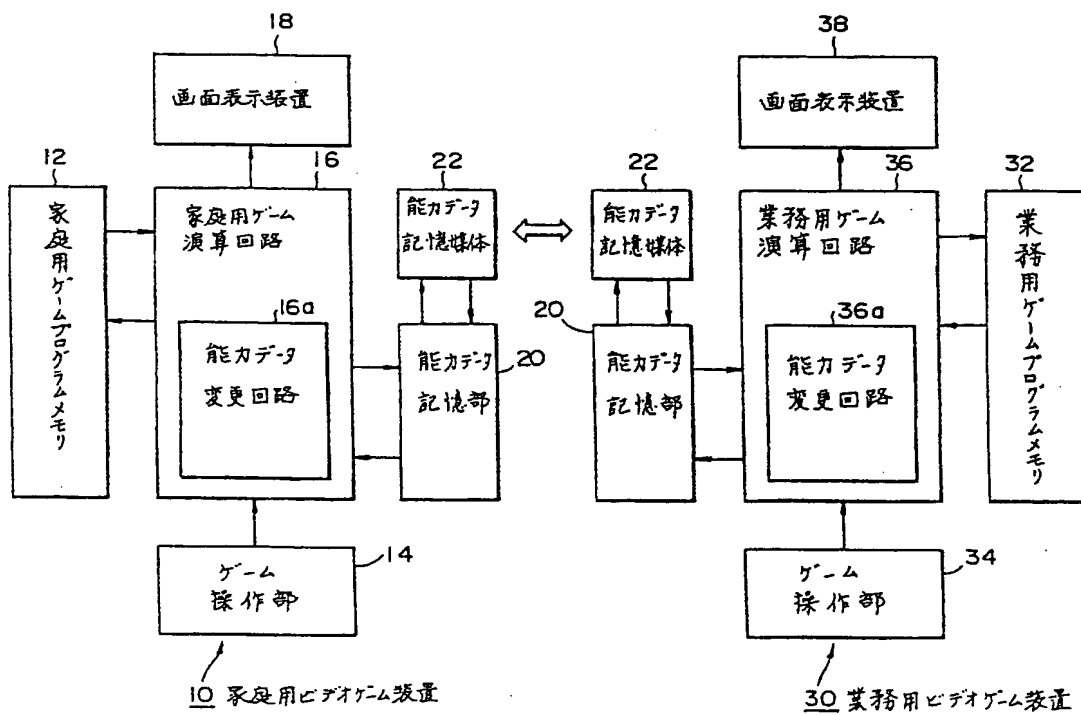 18
画面表示装置
38
画面表示装置
12
家庭用ゲームプログラムメモリ
16
家庭用ゲーム
演算回路
16a
能力データ
変更回路
22
能力データ
記憶媒体
能力データ
記憶部
20
22
能力データ
記憶媒体
20
能力データ
記憶部
36
業務用ゲーム
演算回路
36a
能力データ
変更回路
32
業務用ゲームプログラムメモリ
ゲーム
操作部
14
ゲーム
操作部
34
10 家庭用ビデオゲーム装置
30 業務用ビデオゲーム装置